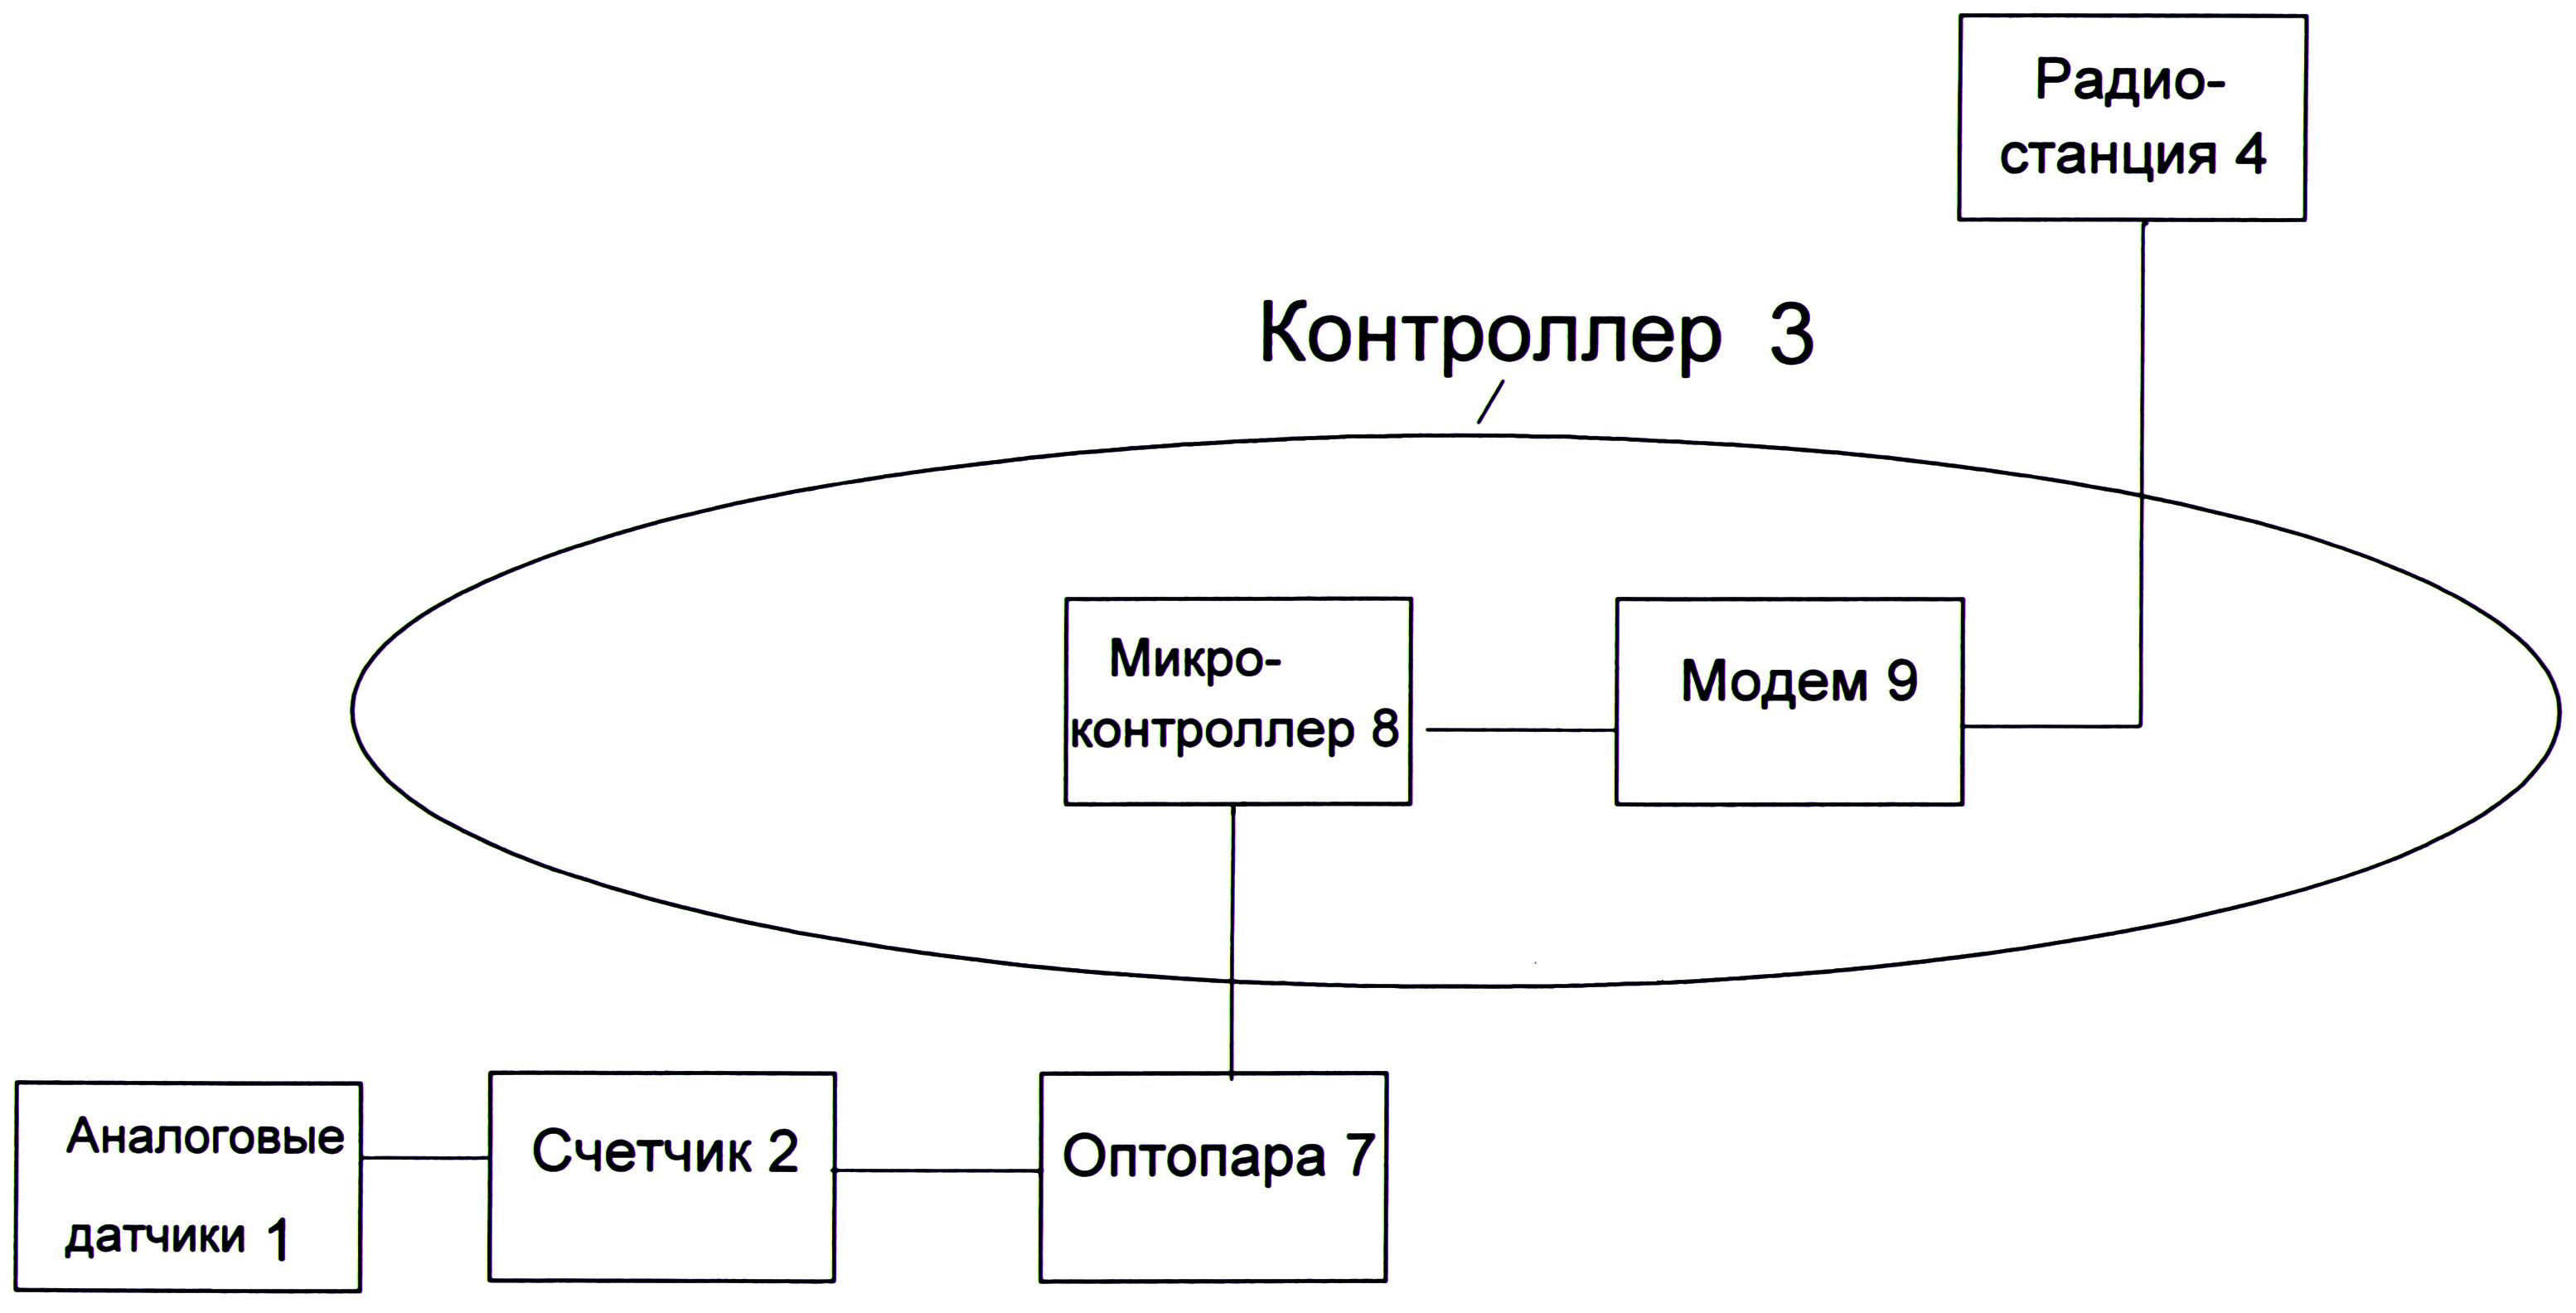 Радио-
станция 4
Контроллер 3
Микро-
контроллер 8
Модем 9
Аналоговые
датчики 1
Счетчик 2
Оптопара 7